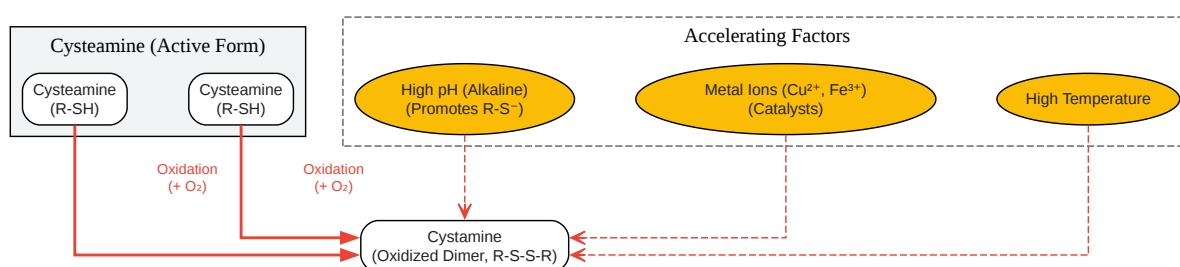 Cysteamine (Active Form)
Cysteamine
(R-SH)
Cysteamine
(R-SH)
Accelerating Factors
High pH (Alkaline)
(Promotes R-S⁻)
Metal Ions (Cu²⁺, Fe³⁺)
(Catalysts)
High Temperature
Oxidation
(+ O₂)
Oxidation
(+ O₂)
Cystamine
(Oxidized Dimer, R-S-S-R)